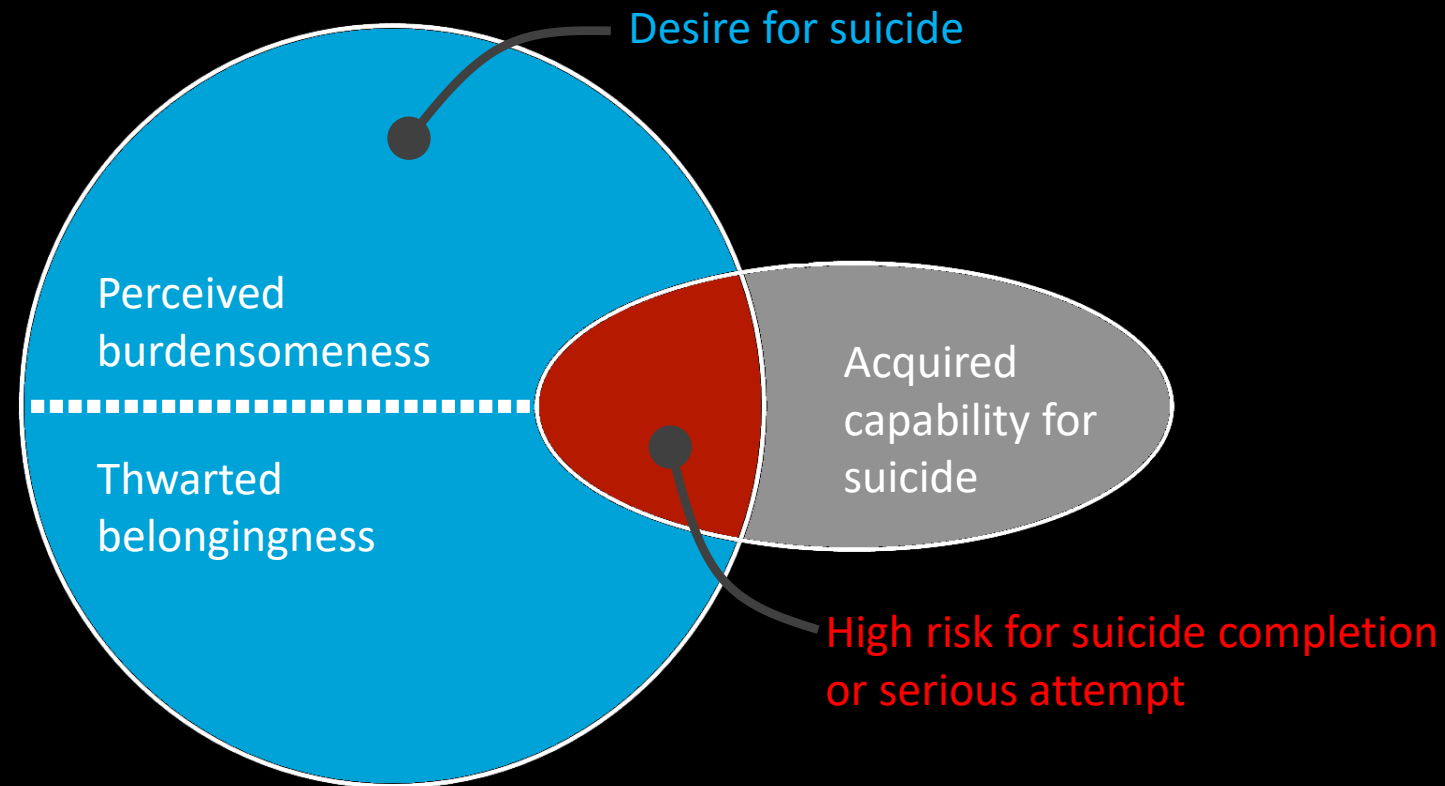 Desire for suicide
Perceived
burdensomeness
Thwarted
belongingness
Acquired
capability for
suicide
High risk for suicide completion
or serious attempt